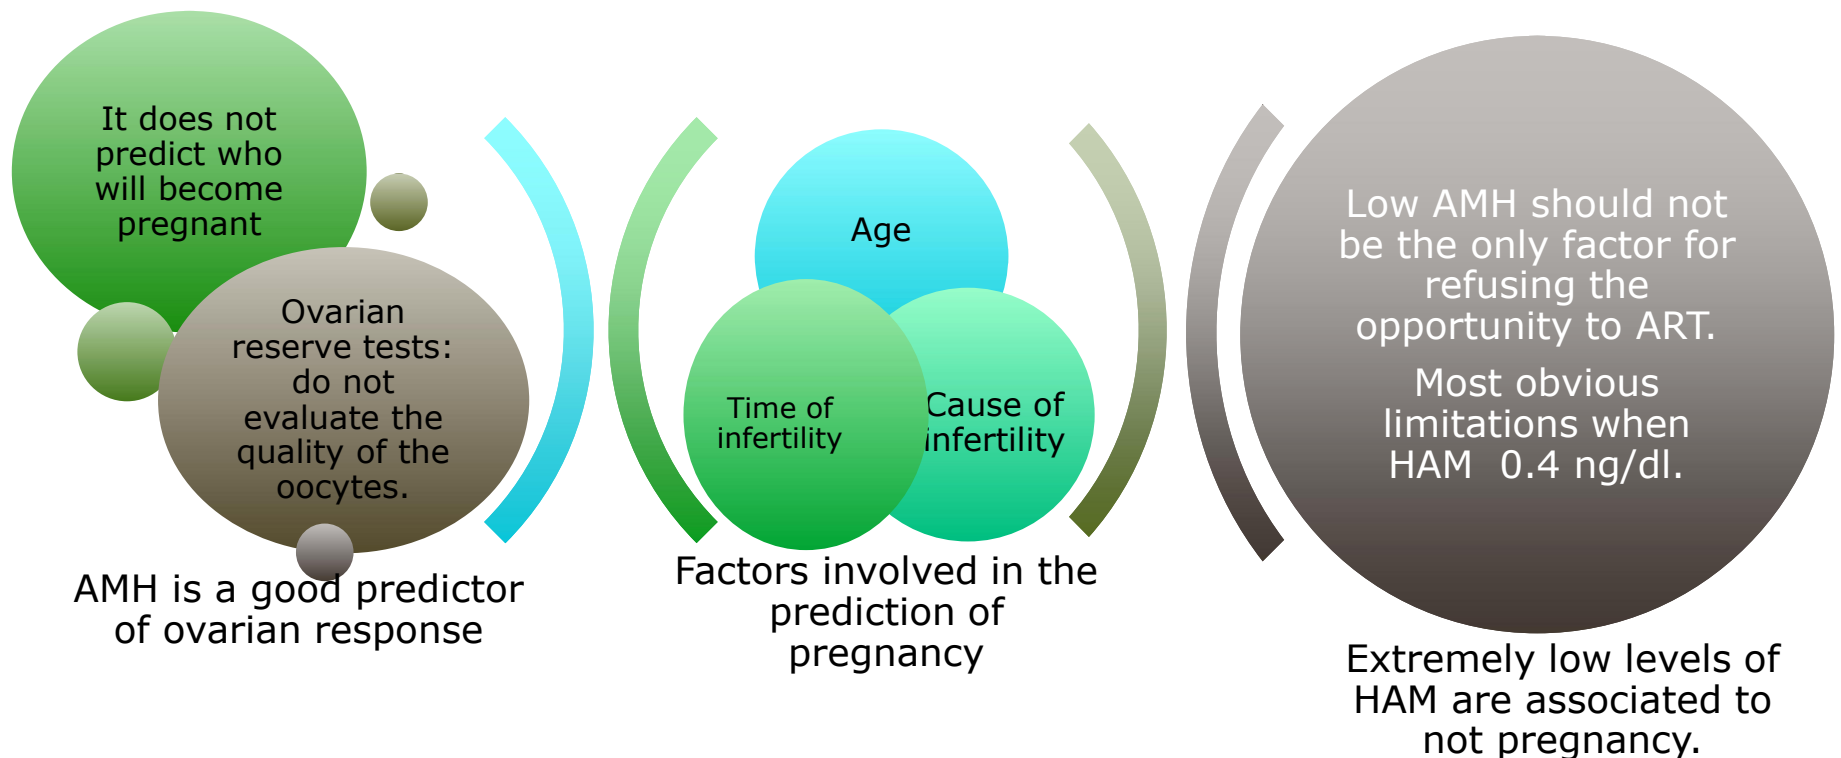 It does not
predict who
will become
pregnant
Ovarian
reserve tests:
do not
evaluate the
quality of the
oocytes.
AMH is a good predictor
of ovarian response
Age
Time of
infertility
Cause of
infertility
Factors involved in the
prediction of
pregnancy
Low AMH should not
be the only factor for
refusing the
opportunity to ART.
Most obvious
limitations when
HAM  0.4 ng/dl.
Extremely low levels of
HAM are associated to
not pregnancy.